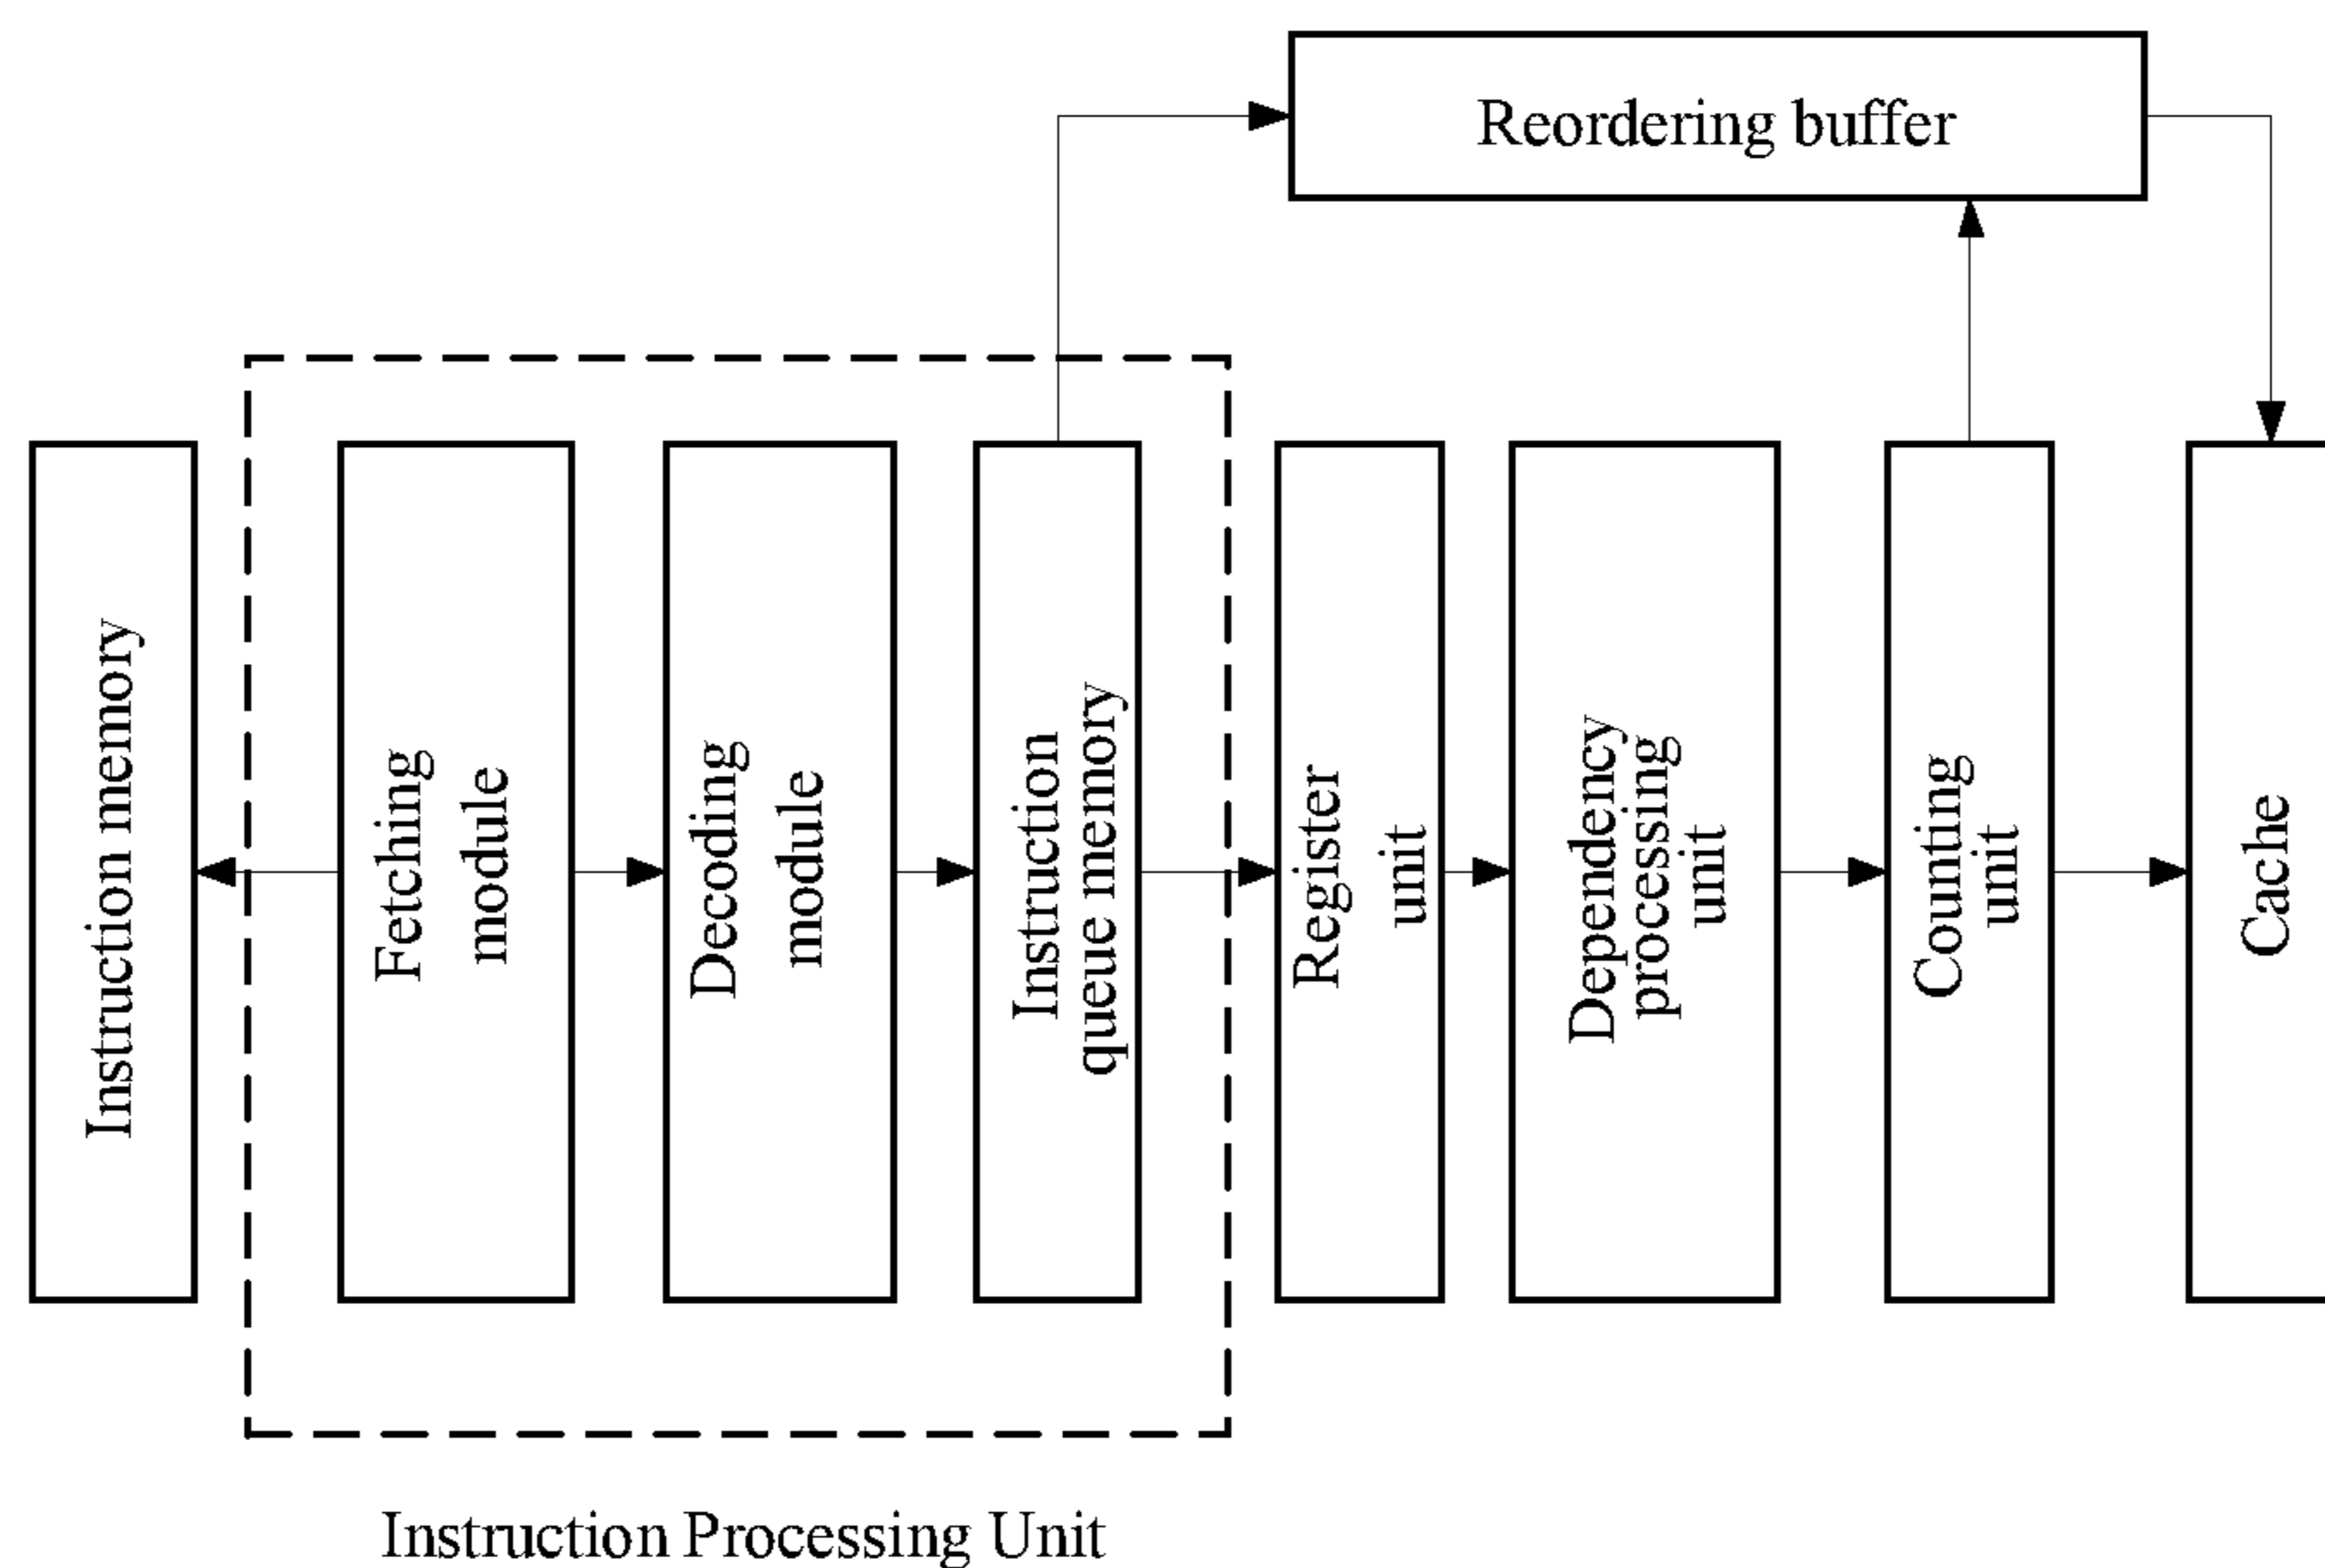 Reordering buffer
Instruction memory
Fetching
module
Decoding
module
Instruction
queue memory
Register
unit
Dependency
processing
unit
Counting
unit
Cache
Instruction Processing Unit